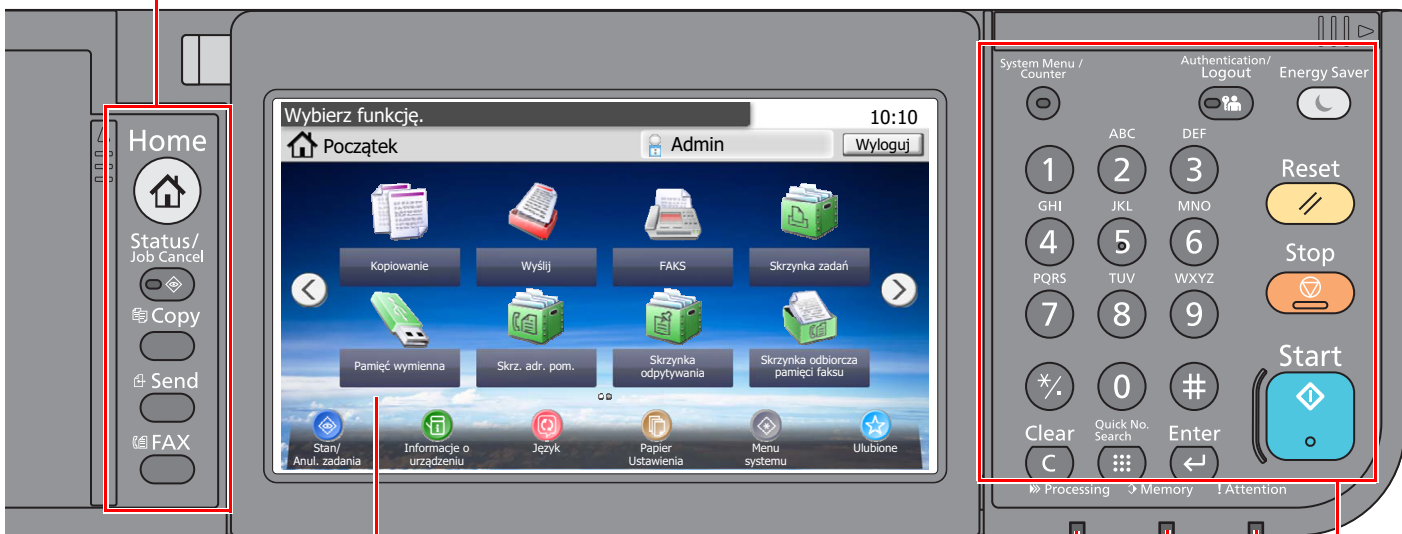 Home
Status/
Job Cancel
Copy
Send
FAX
Wybierz funkcję.
10:10
Początek
Admin
Wyloguj
Kopiowanie
Wyślij
FAKS
Skrzynka zadań
Pamięć wymienna
Skrz. adr. pom.
Skrzynka
odpytywania
Skrzynka odbiorcza
pamięci faksu
Stan/
Anul. zadania
Informacje o
urządzeniu
Język
Papier
Ustawienia
Menu
systemu
Ulubione
System Menu /
Counter
Authentication/
Logout
Energy Saver
ABC
DEF
1
2
3
Reset
GHI
JKL
MNO
4
5
6
Stop
PQRS
TUV
WXYZ
7
8
9
Start
*/.
0
#
Clear
Quick No.
Search
Enter
C
Processing
Memory
! Attention